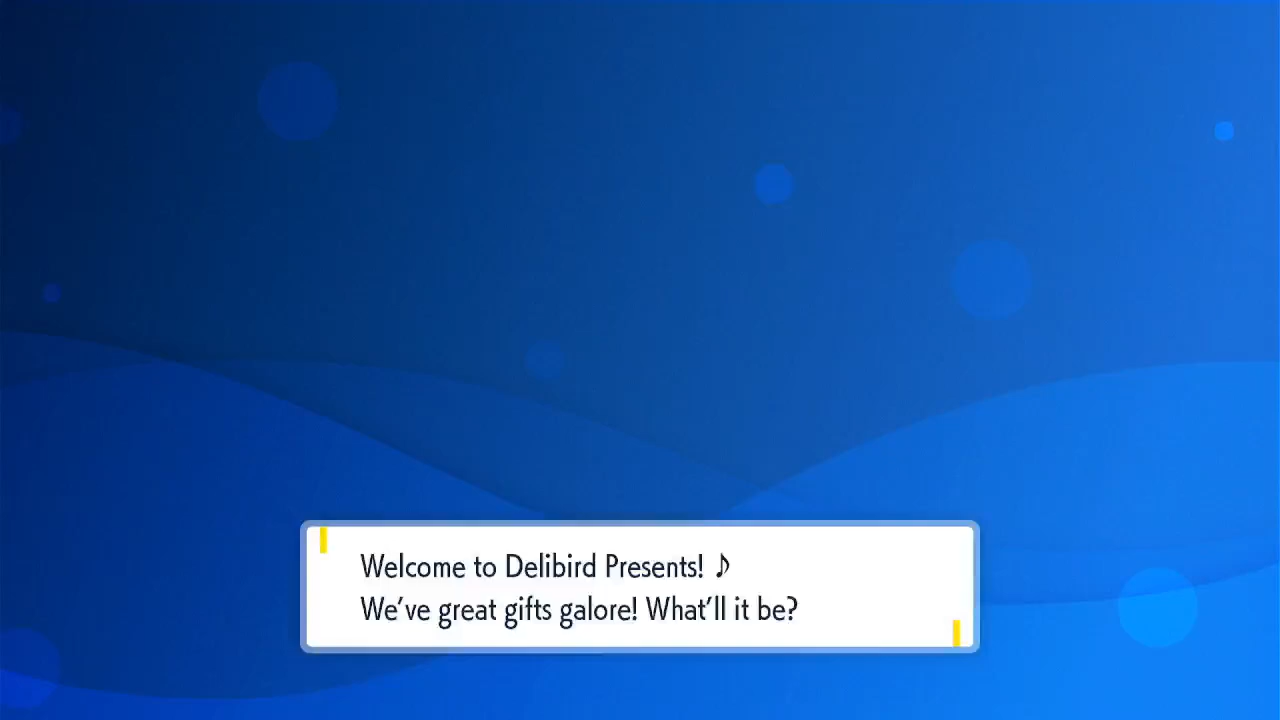 Welcome to Delibird Presents! ♪
We've great gifts galore! What'll it be?